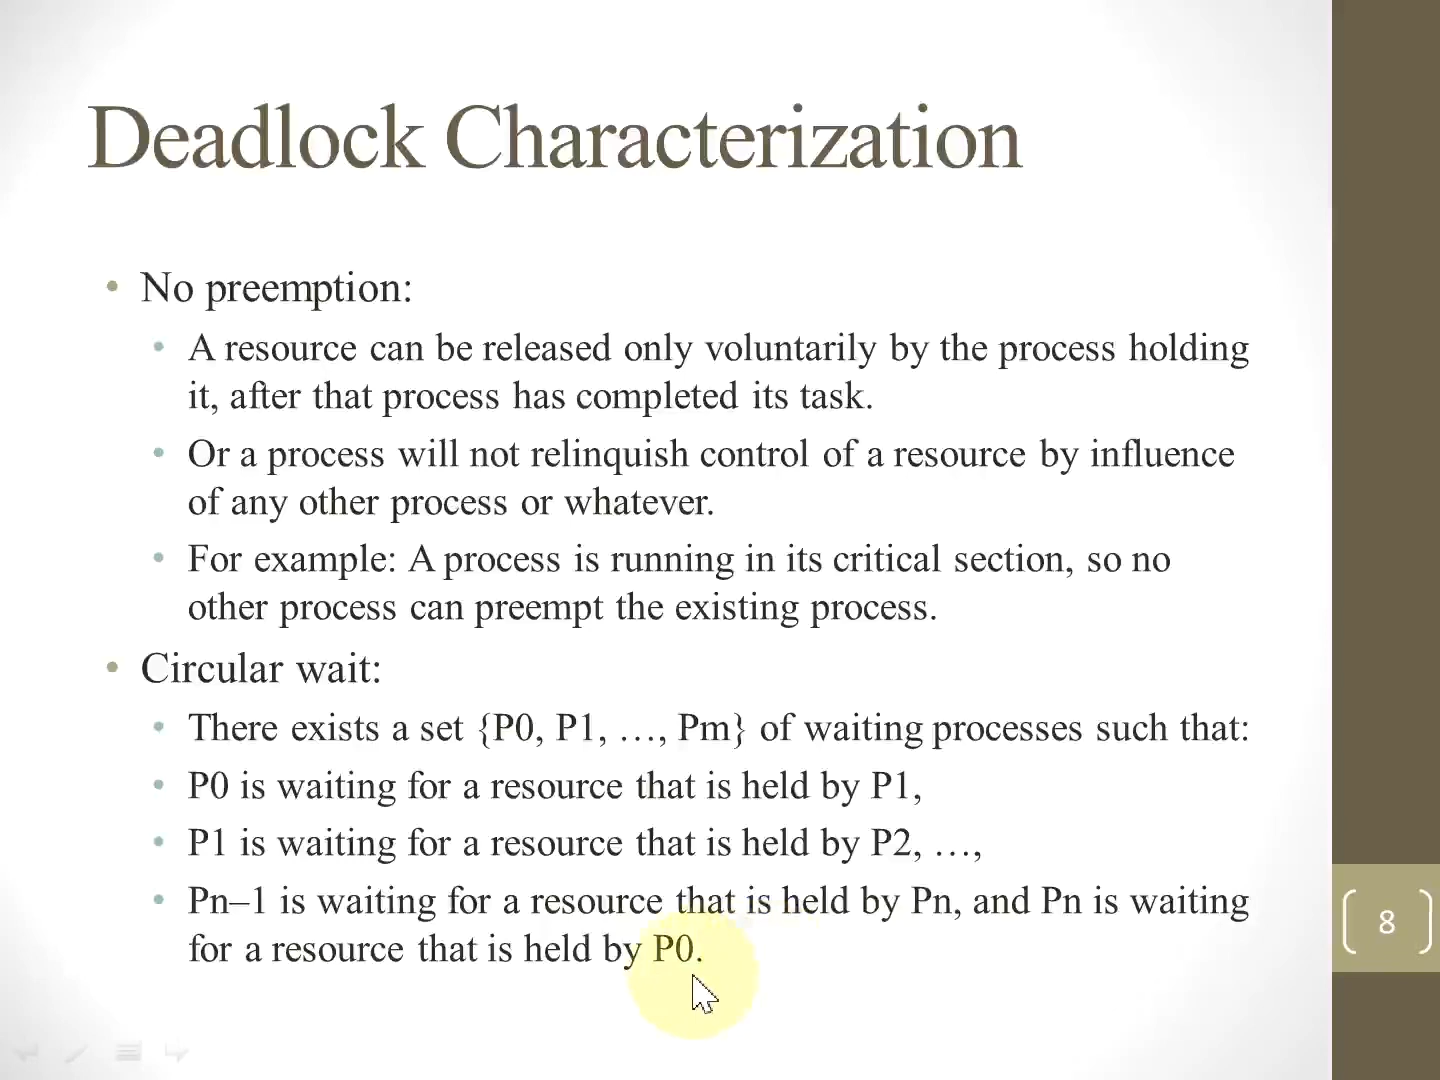 Deadlock Characterization
• No preemption:
• A resource can be released only voluntarily by the process holding
it, after that process has completed its task.
• Or a process will not relinquish control of a resource by influence
of any other process or whatever.
• For example: A process is running in its critical section, so no
other process can preempt the existing process.
• Circular wait:
• There exists a set {P0, P1, …, Pm} of waiting processes such that:
• P0 is waiting for a resource that is held by P1,
• P1 is waiting for a resource that is held by P2, …,
• Pn–1 is waiting for a resource that is held by Pn, and Pn is waiting
for a resource that is held by P0.
8